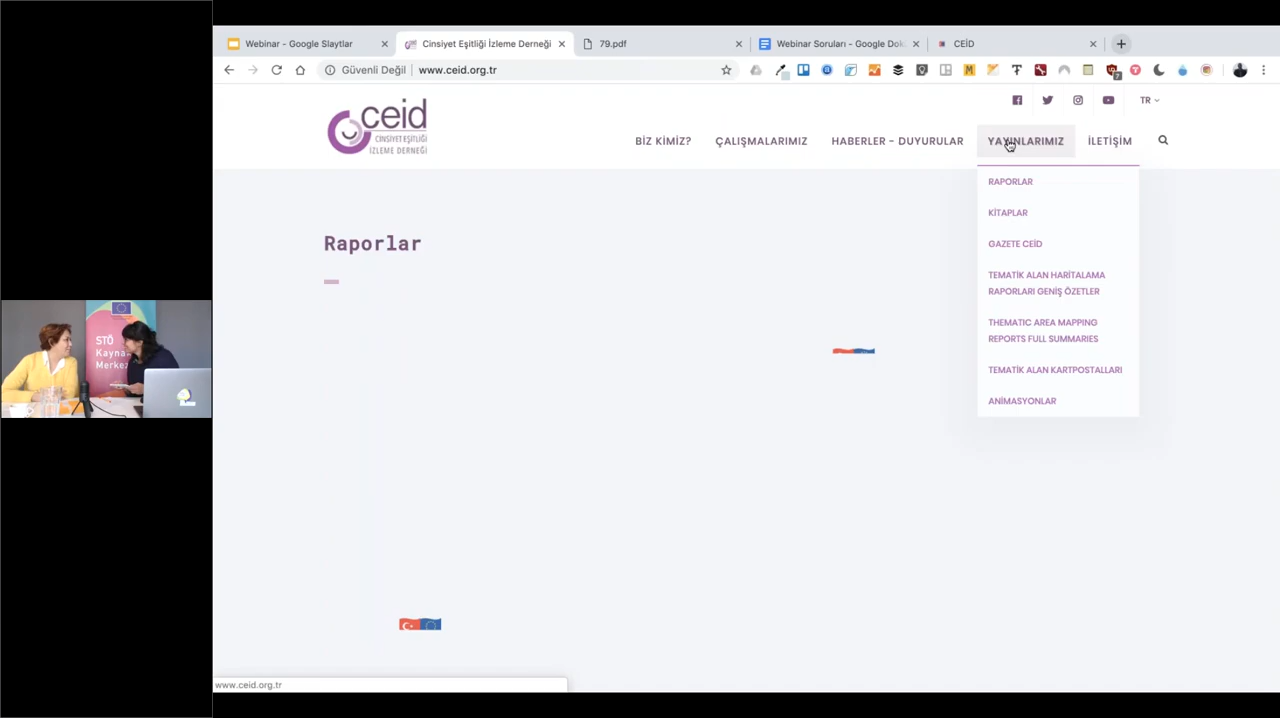 Webinar - Google Slaytlar
Cinsiyet Eşitliği İzleme Derneği
79.pdf
Webinar Soruları - Google Dok
CEİD
Güvenli Değil
www.ceid.org.tr
TR
ceid
CİNSİYET EŞİTLİĞİ
İZLEME DERNEĞİ
BİZ KİMİZ?
ÇALIŞMALARIMIZ
HABERLER - DUYURULAR
YAYINLARIMIZ
İLETİŞİM
RAPORLAR
KİTAPLAR
GAZETE CEİD
TEMATİK ALAN HARİTALAMA
RAPORLARI GENİŞ ÖZETLER
THEMATIC AREA MAPPING
REPORTS FULL SUMMARIES
TEMATİK ALAN KARTPOSTALLARI
ANİMASYONLAR
Raporlar
STÖ
Kayna
Merke
www.ceid.org.tr